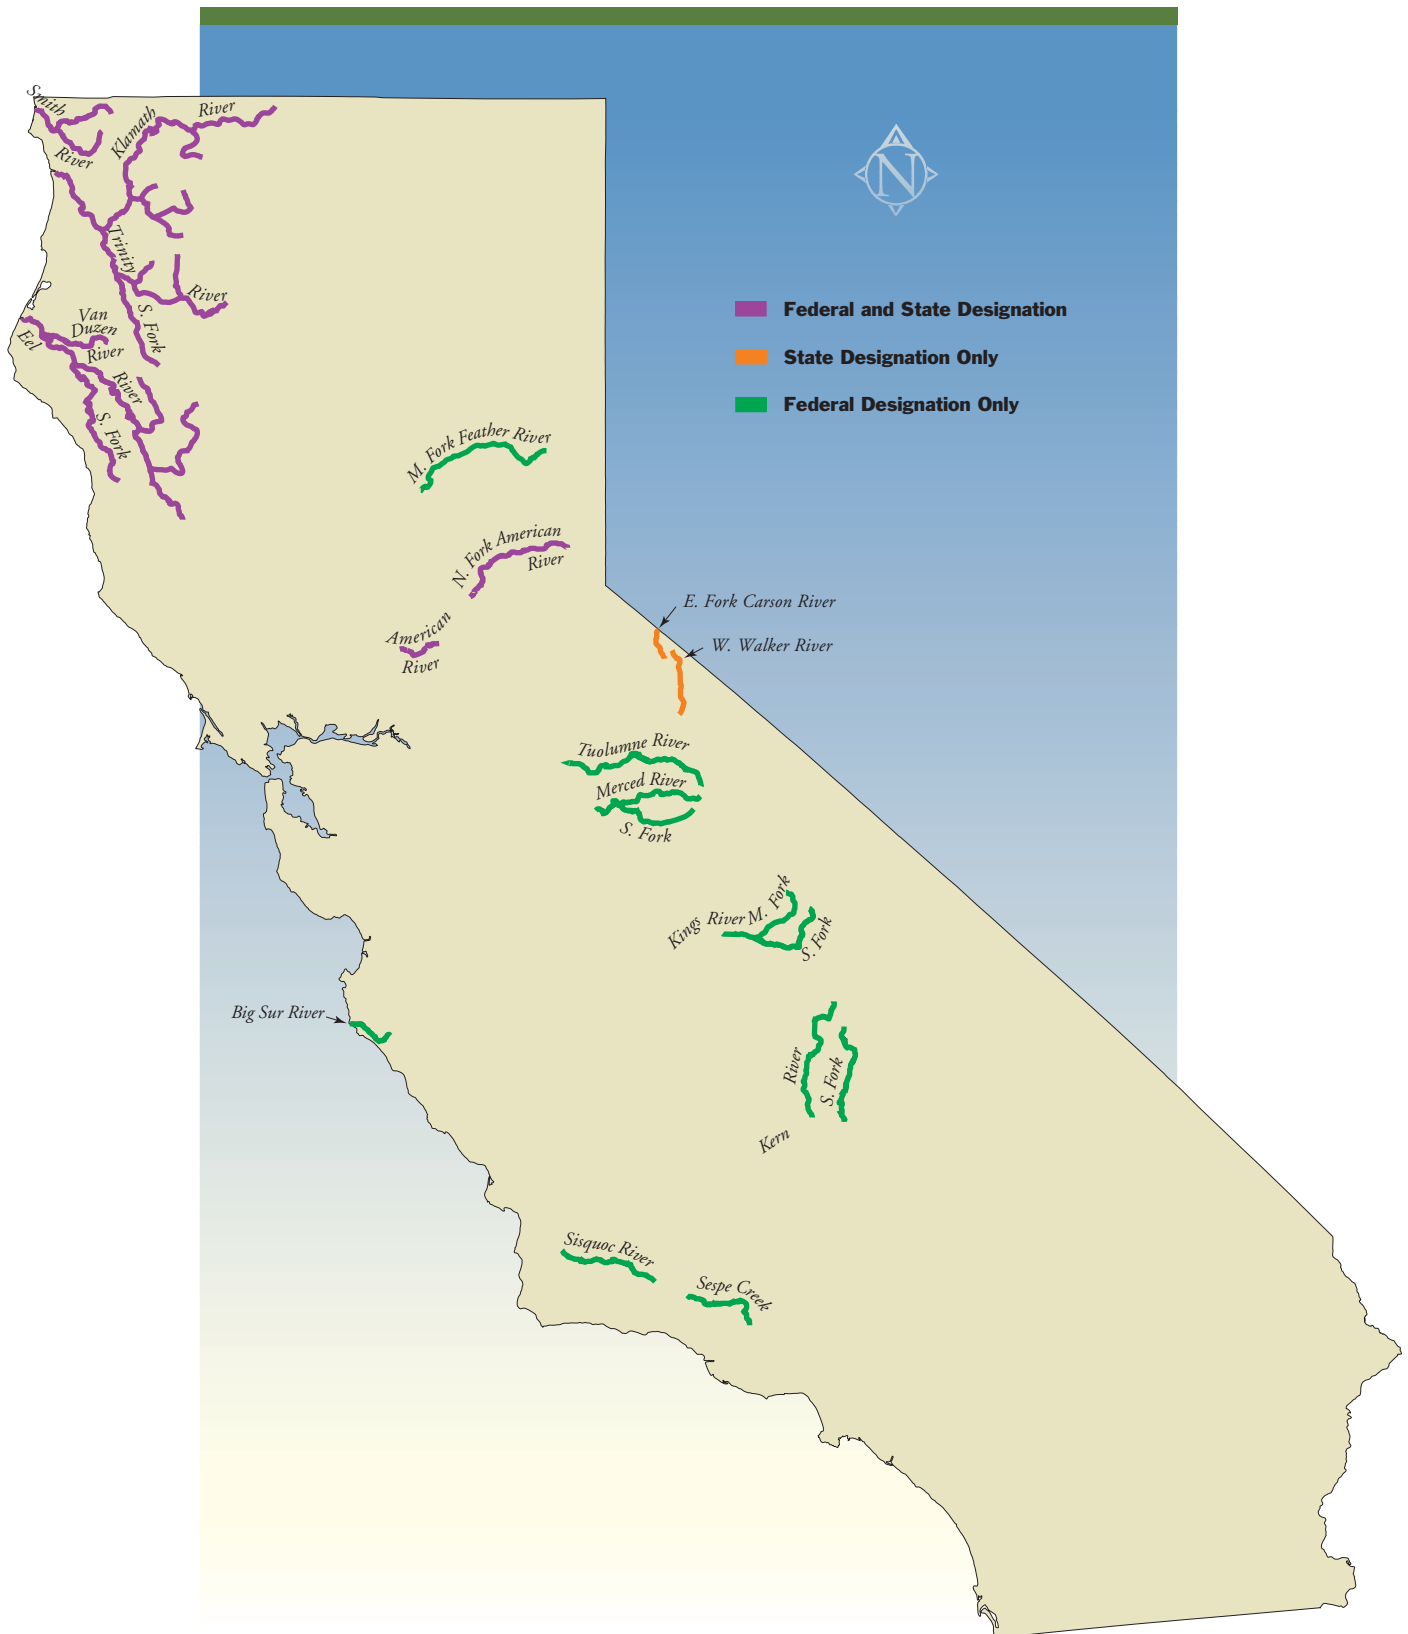 Smith
River
Klamath
River
Trinity
River
S. Fork
Van
Duzen
River
Eel
River
S. Fork
N
Federal and State Designation
State Designation Only
Federal Designation Only
M. Fork Feather River
N. Fork American
River
American
River
E. Fork Carson River
W. Walker River
Tuolumne River
Merced River
S. Fork
Kings River
M. Fork
S. Fork
Big Sur River
River
S. Fork
Kern
Sisquoc River
Sespe Creek